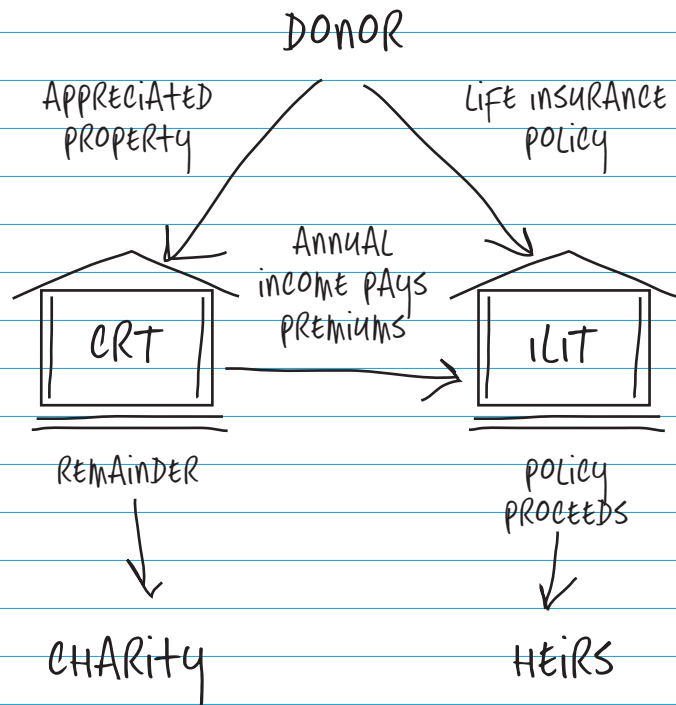 DONOR
APPRECIATED
PROPERTY
LIFE INSURANCE
POLICY
ANNUAL
INCOME PAYS
PREMIUMS
CRT
ILIT
REMAINDER
POLICY
PROCEEDS
CHARITY
HEIRS